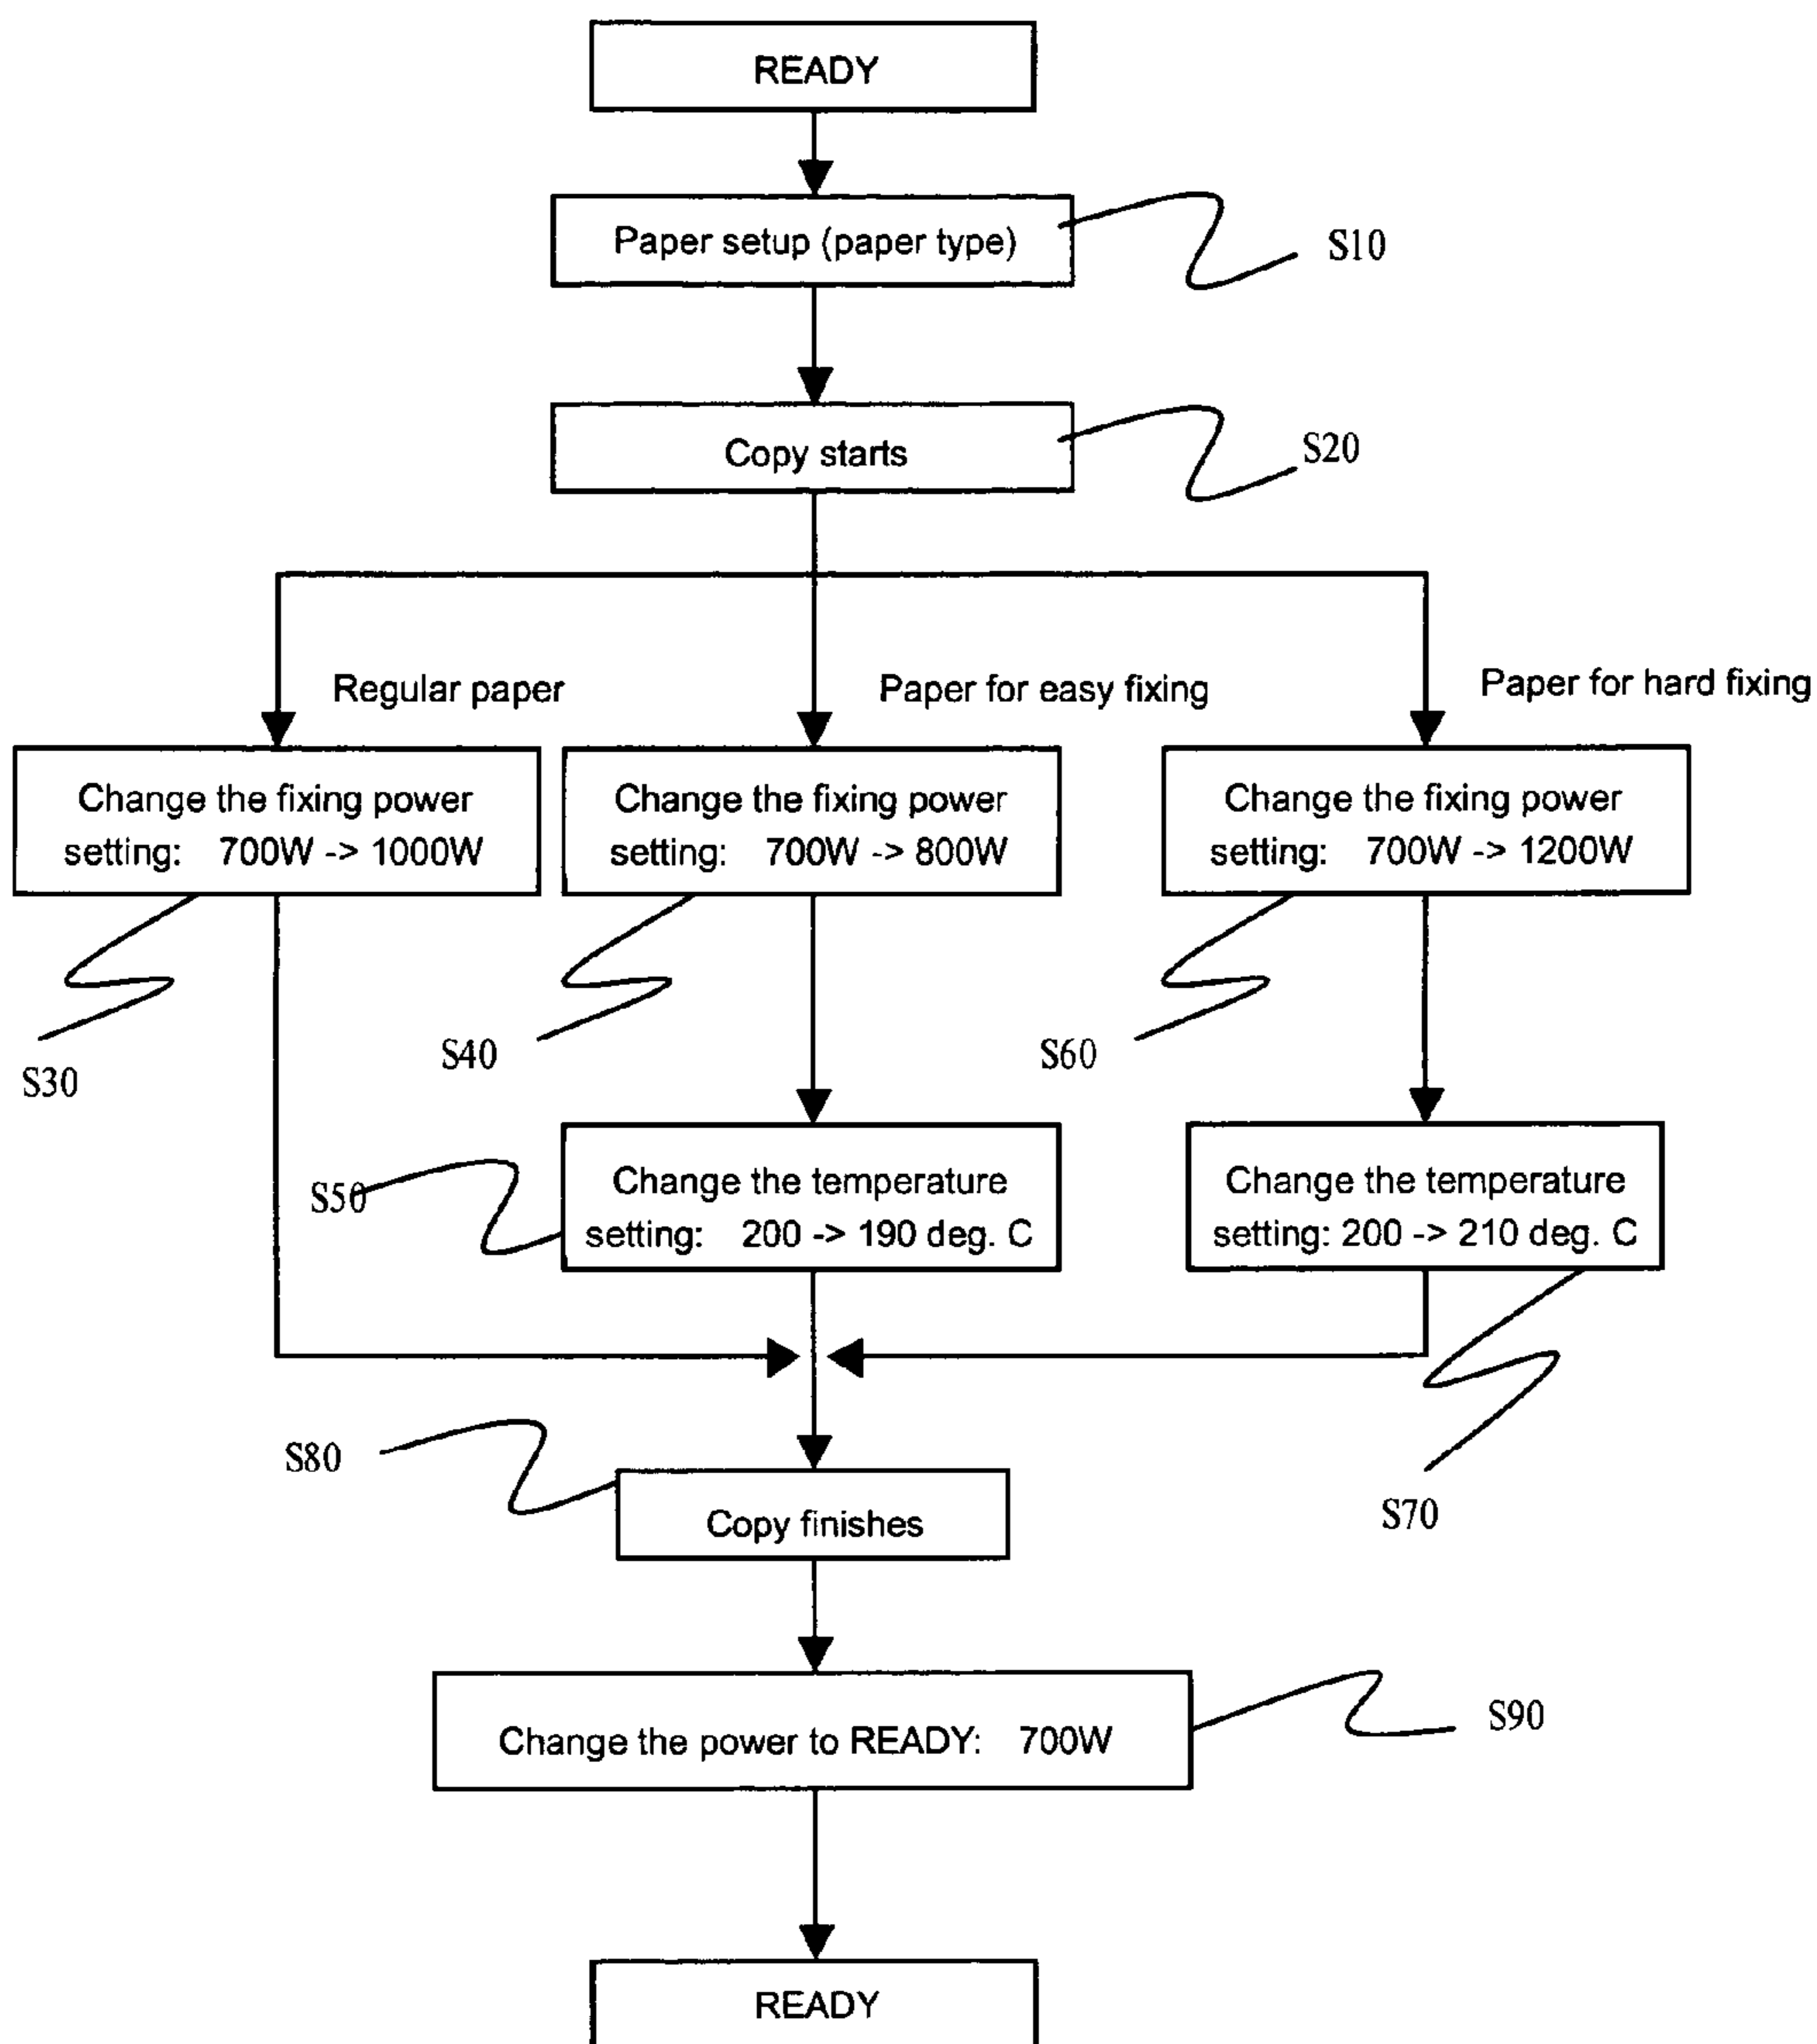 READY
Paper setup (paper type)
S10
Copy starts
S20
Regular paper
Paper for easy fixing
Paper for hard fixing
Change the fixing power
setting: 700W -> 1000W
Change the fixing power
setting: 700W -> 800W
Change the fixing power
setting: 700W -> 1200W
S30
S40
S60
S50
Change the temperature
setting: 200 -> 190 deg. C
Change the temperature
setting: 200 -> 210 deg. C
S80
Copy finishes
S70
Change the power to READY: 700W
S90
READY